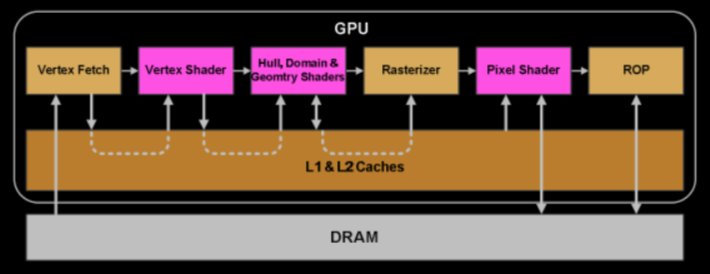 GPU
Vertex Fetch
Vertex Shader
Hull, Domain &
Geomtry Shaders
Rasterizer
Pixel Shader
ROP
L1 & L2 Caches
DRAM